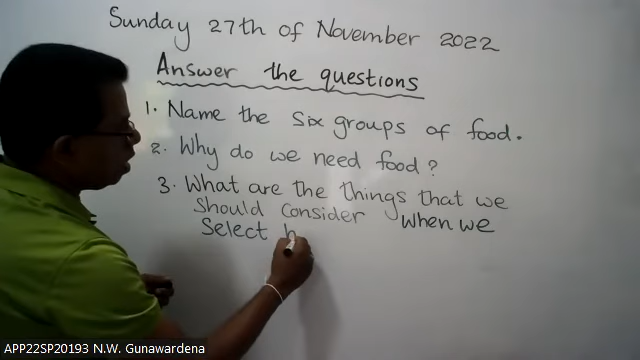 Sunday 27th of November 2022
Answer the questions
1. Name the Six groups of food.
2. Why do we need food?
3. What are the things that we
should Consider When we
Select h
APP22SP20193 N.W. Gunawardena